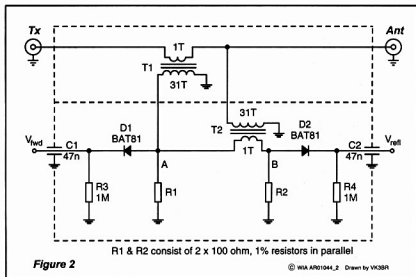 Tx
Ant
1T
T1
31T
31T
D1
BAT81
T2
D2
BAT81
Vfwd
C1
47n
1T
C2
47n
Vrefl
A
B
R3
1M
R1
R2
R4
1M
R1 & R2 consist of 2 x 100 ohm, 1% resistors in parallel
Figure 2
© WIA AR01044_2 Drawn by VK3BR